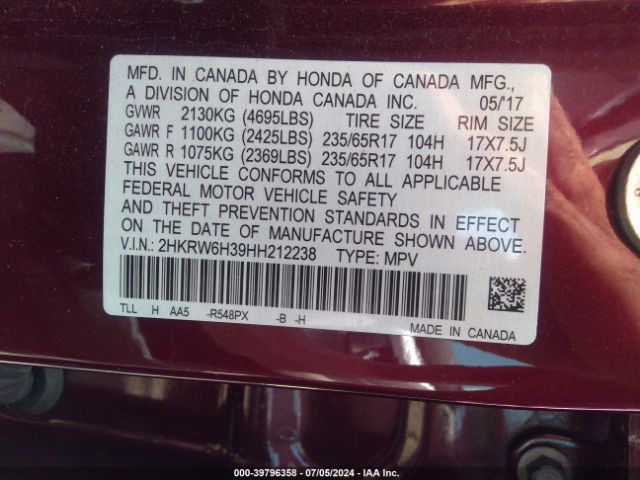 MFD. IN CANADA BY HONDA OF CANADA MFG.,
A DIVISION OF HONDA CANADA INC. 05/'17
GVWR 2130KG (4695LBS) TIRE SIZE RIM SIZE
GAWR F 1100KG (2425LBS) 235/65R17 104H 17X7.5J
GAWR R 1075KG (2369LBS) 235/65R17 104H 17X7.5J
THIS VEHICLE CONFORMS TO ALL APPLICABLE
FEDERAL MOTOR VEHICLE SAFETY
AND THEFT PREVENTION STANDARDS IN EFFECT
ON THE DATE OF MANUFACTURE SHOWN ABOVE.
V.I.N.: 2HKRW6H39HH212238 TYPE: MPV
TLL H AA5 -R548PX -B -H
MADE IN CANADA
000-39796358 - 07/05/2024 - IAA Inc.